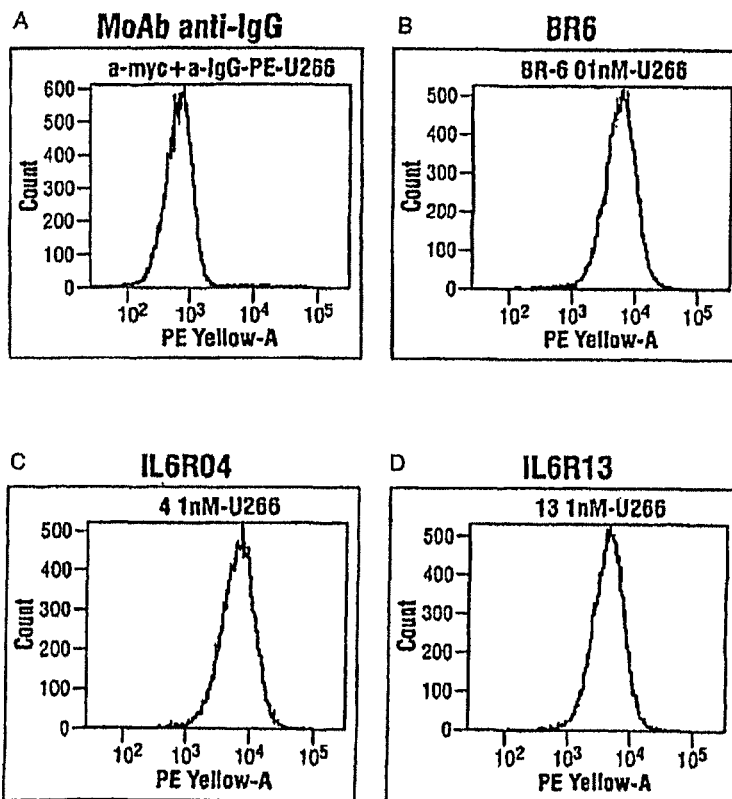 A
MoAb anti-IgG
a-myc+a-IgG-PE-U266
600
500
400
300
200
100
0
Count
10² 10³ 10⁴ 10⁵
PE Yellow-A
B
BR6
BR-6 01nM-U266
500
400
300
200
100
0
Count
10² 10³ 10⁴ 10⁵
PE Yellow-A
C
IL6R04
4 1nM-U266
500
400
300
200
100
0
Count
10² 10³ 10⁴ 10⁵
PE Yellow-A
D
IL6R13
13 1nM-U266
500
400
300
200
100
0
Count
10² 10³ 10⁴ 10⁵
PE Yellow-A